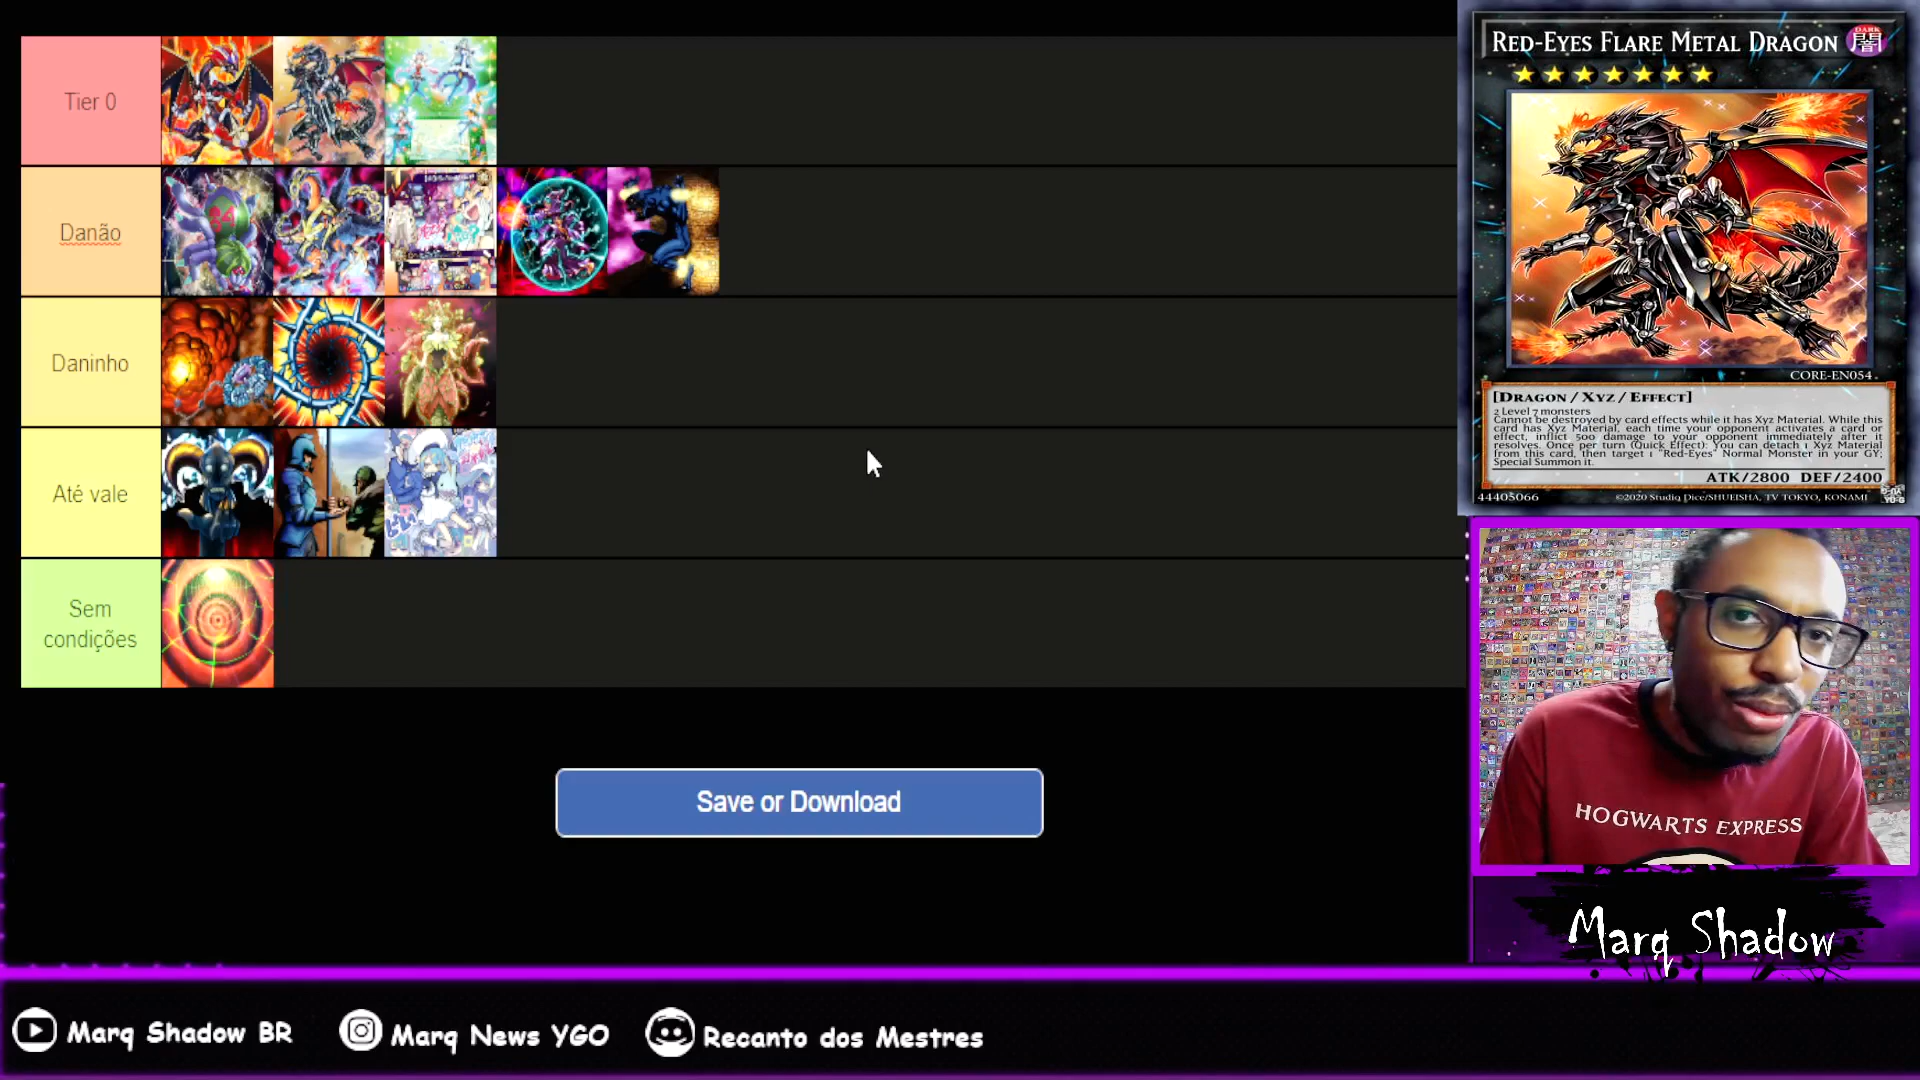 Tier 0
Danão
Daninho
Até vale
Sem
condições
Save or Download
RED-EYES FLARE METAL DRAGON
DARK
闇
CORE-EN054
[DRAGON / XYZ / EFFECT]
2 Level 7 monsters
Cannot be destroyed by card effects while it has Xyz Material. While this
card has Xyz Material, each time your opponent activates a card or
effect, inflict 500 damage to your opponent immediately after it
resolves. Once per turn (Quick Effect): You can detach 1 Xyz Material
from this card, then target 1 "Red-Eyes" Normal Monster in your GY;
Special Summon it.
ATK/2800 DEF/2400
44405066
©2020 Studio Dice/SHUEISHA, TV TOKYO, KONAMI
HOGWARTS EXPRESS
Marq Shadow
Marq Shadow BR
Marq News YGO
Recanto dos Mestres